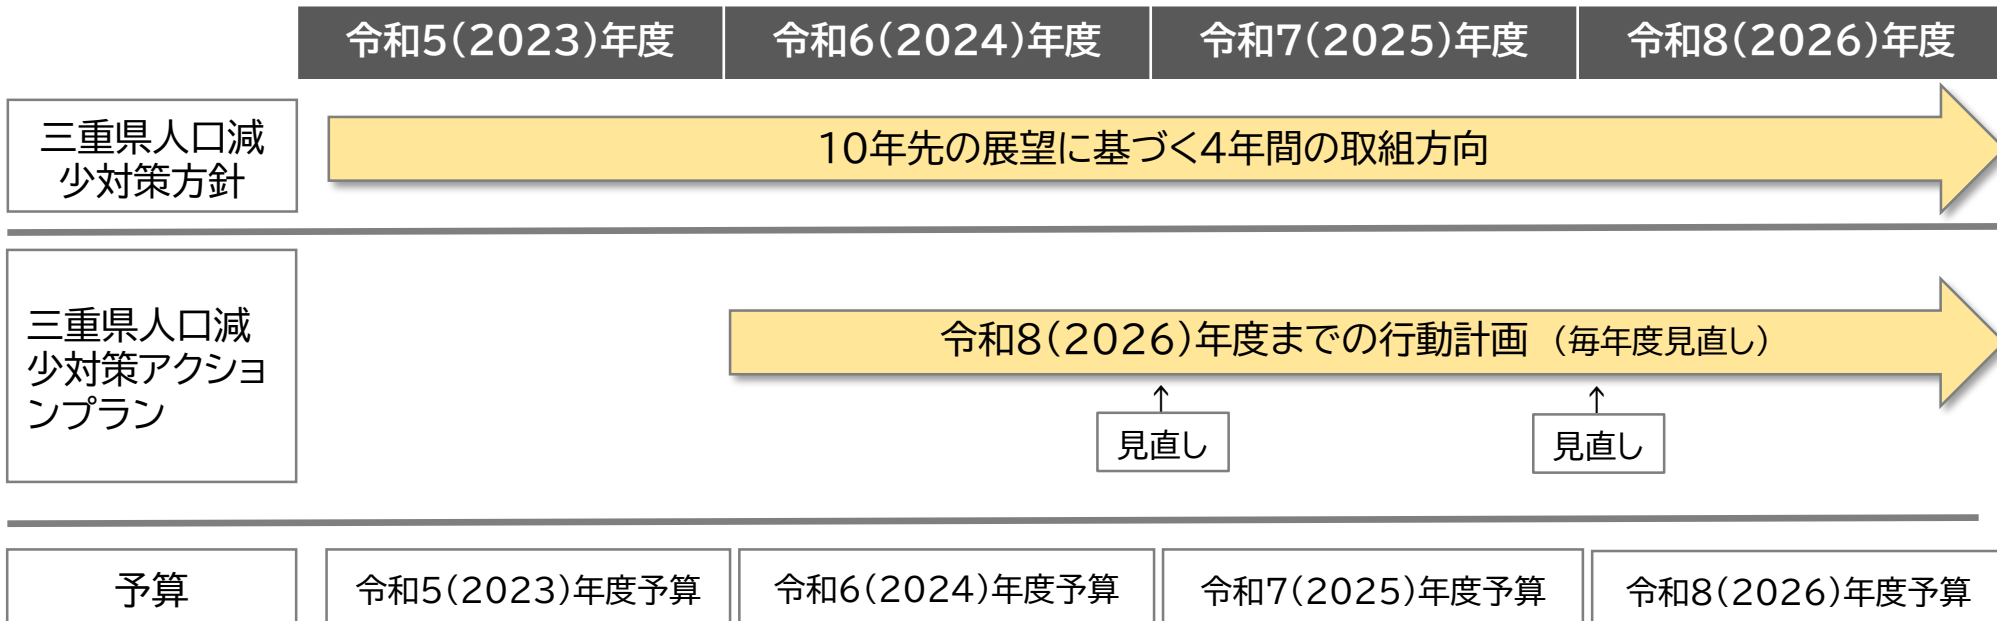 令和5(2023)年度
令和6(2024)年度
令和7(2025)年度
令和8(2026)年度
三重県人口減
少対策方針
10年先の展望に基づく4年間の取組方向
三重県人口減
少対策アクショ
ンプラン
令和8(2026)年度までの行動計画 (毎年度見直し)
↑
見直し
↑
見直し
予算
令和5(2023)年度予算
令和6(2024)年度予算
令和7(2025)年度予算
令和8(2026)年度予算